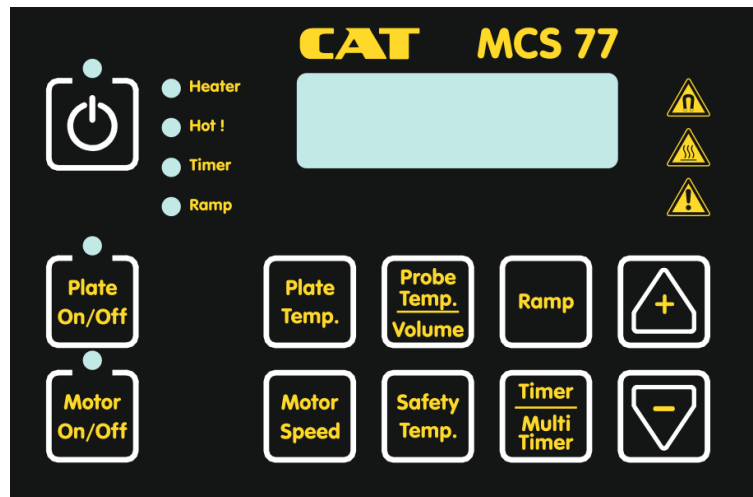 CAT MCS 77
Heater
Hot !
Timer
Ramp
Plate
On/Off
Plate
Temp.
Probe
Temp.
Volume
Ramp
+
Motor
On/Off
Motor
Speed
Safety
Temp.
Timer
Multi
Timer
-